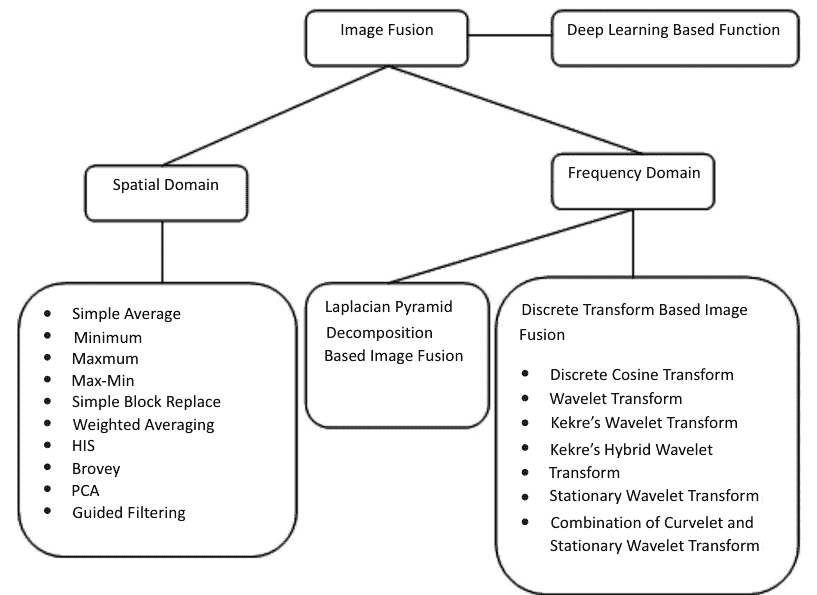 Image Fusion
Deep Learning Based Function
Spatial Domain
Frequency Domain
• Simple Average
• Minimum
• Maxmum
• Max-Min
• Simple Block Replace
• Weighted Averaging
• HIS
• Brovey
• PCA
• Guided Filtering
Laplacian Pyramid
Decomposition
Based Image Fusion
Discrete Transform Based Image
Fusion
• Discrete Cosine Transform
• Wavelet Transform
• Kekre’s Wavelet Transform
• Kekre’s Hybrid Wavelet
• Transform
• Stationary Wavelet Transform
• Combination of Curvelet and
Stationary Wavelet Transform